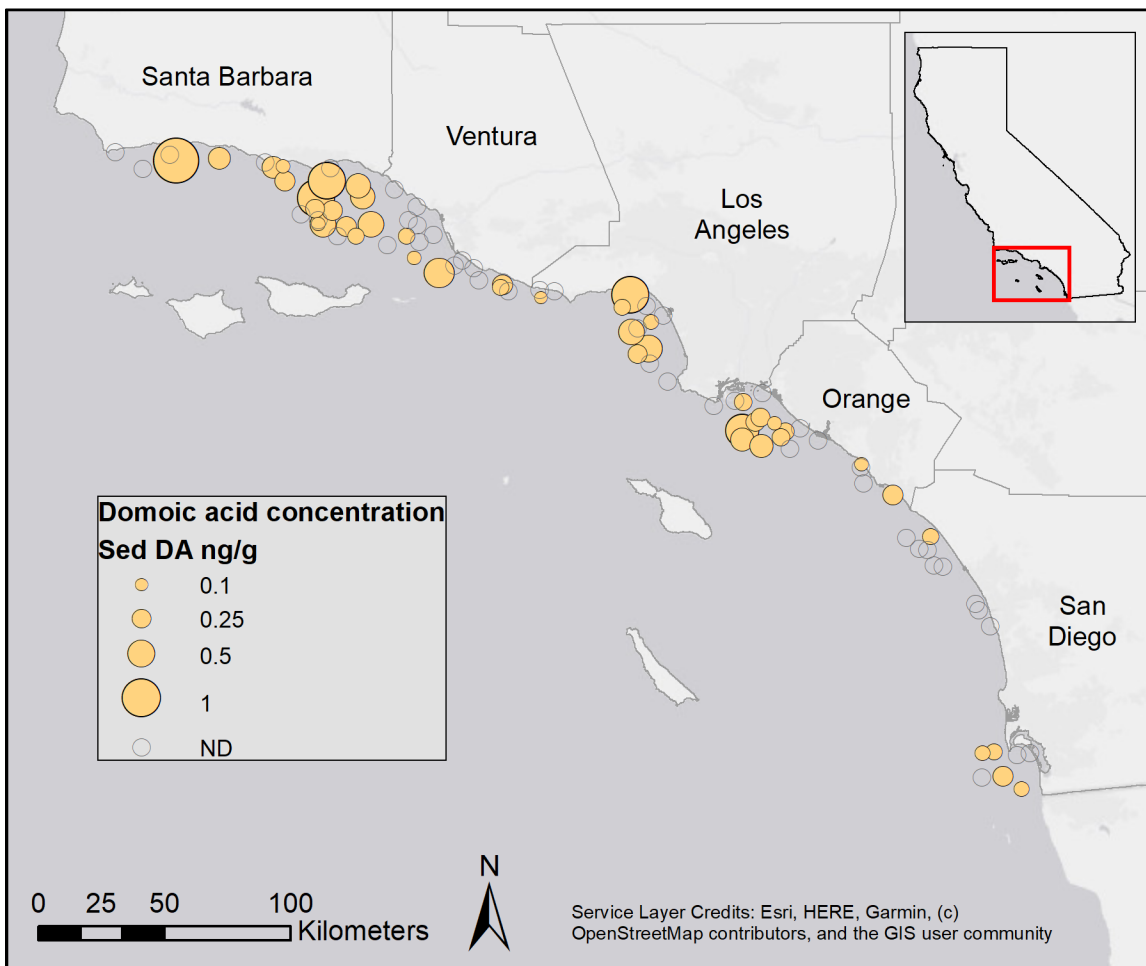 Santa Barbara
Ventura
Los
Angeles
Orange
San
Diego
Domoic acid concentration
Sed DA ng/g
0.1
0.25
0.5
1
ND
N
0 25 50 100
Kilometers
Service Layer Credits: Esri, HERE, Garmin, (c)
OpenStreetMap contributors, and the GIS user community